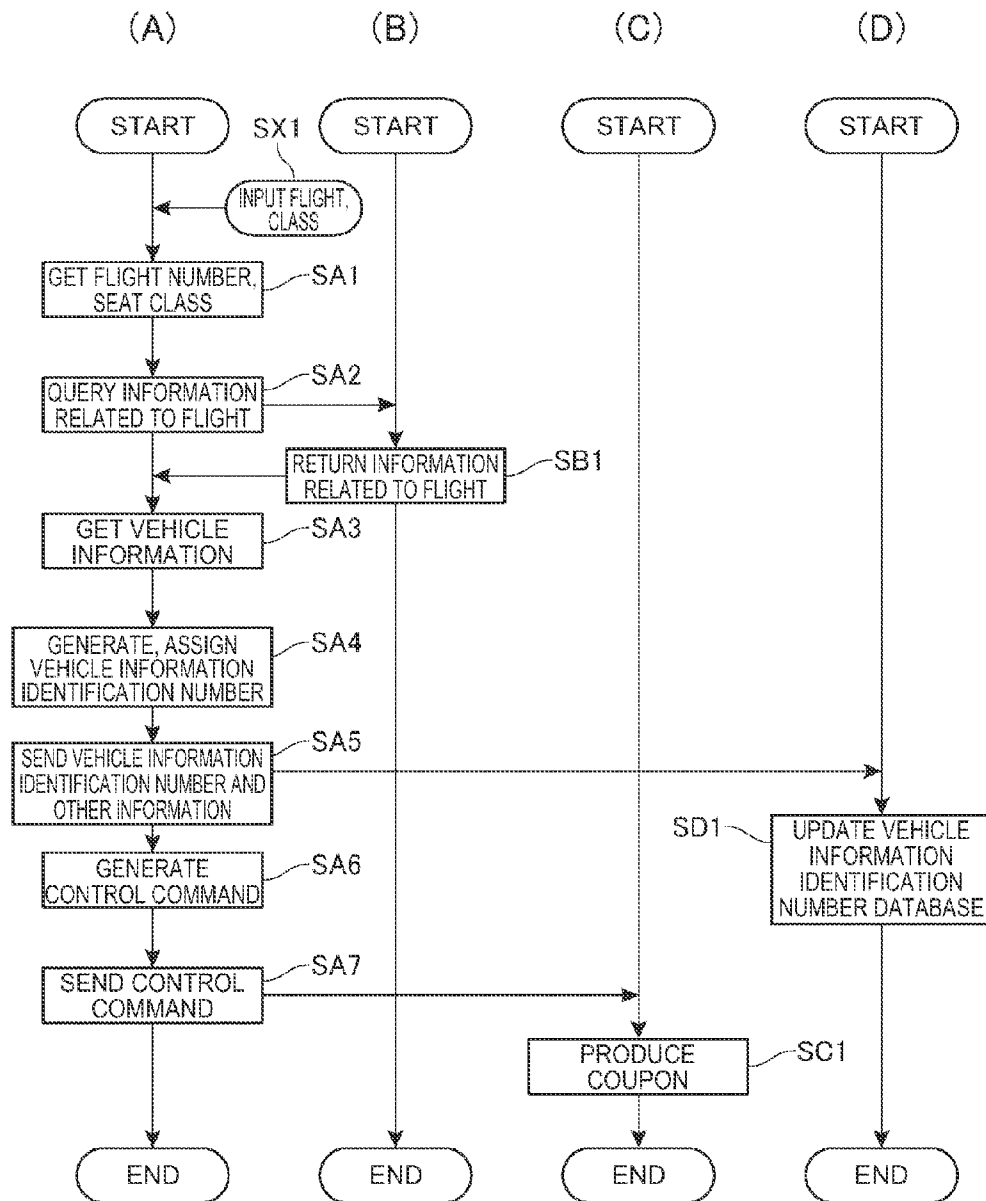 (A)
(B)
(C)
(D)
START
START
START
START
SX1
INPUT FLIGHT,
CLASS
GET FLIGHT NUMBER,
SEAT CLASS
SA1
QUERY INFORMATION
RELATED TO FLIGHT
SA2
RETURN INFORMATION
RELATED TO FLIGHT
SB1
GET VEHICLE
INFORMATION
SA3
GENERATE, ASSIGN
VEHICLE INFORMATION
IDENTIFICATION NUMBER
SA4
SEND VEHICLE INFORMATION
IDENTIFICATION NUMBER AND
OTHER INFORMATION
SA5
SD1
UPDATE VEHICLE
INFORMATION
IDENTIFICATION
NUMBER DATABASE
GENERATE
CONTROL COMMAND
SA6
SEND CONTROL
COMMAND
SA7
PRODUCE
COUPON
SC1
END
END
END
END